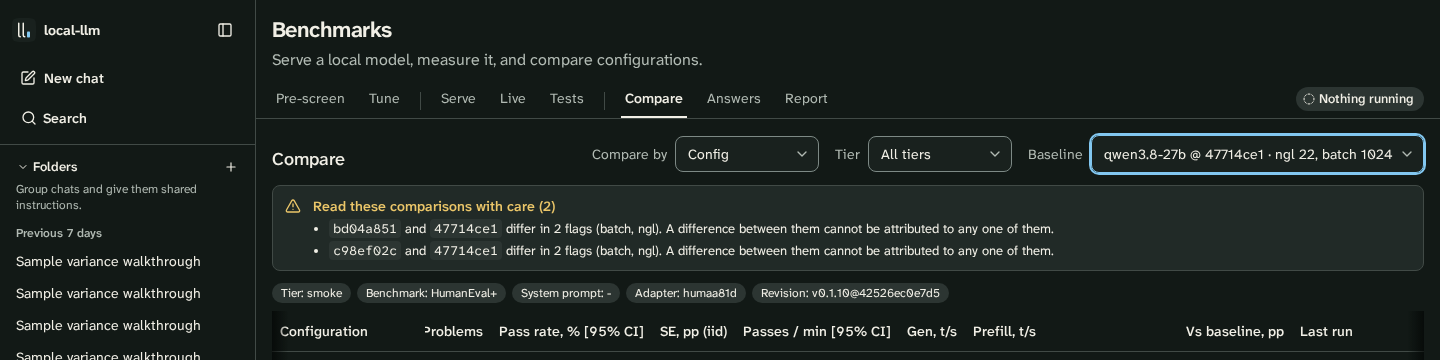 local-llm
New chat
Search
Folders
Group chats and give them shared
instructions.
Previous 7 days
Sample variance walkthrough
Sample variance walkthrough
Sample variance walkthrough
Sample variance walkthrough
Benchmarks
Serve a local model, measure it, and compare configurations.
Pre-screen Tune Serve Live Tests Compare Answers Report Nothing running
Compare Compare by Config Tier All tiers Baseline qwen3.8-27b @ 47714ce1 · ngl 22, batch 1024
Read these comparisons with care (2)
• bd04a851 and 47714ce1 differ in 2 flags (batch, ngl). A difference between them cannot be attributed to any one of them.
• c98ef02c and 47714ce1 differ in 2 flags (batch, ngl). A difference between them cannot be attributed to any one of them.
Tier: smoke Benchmark: HumanEval+ System prompt: - Adapter: humaa81d Revision: v0.1.10@42526ec0e7d5
Configuration Problems Pass rate, % [95% CI] SE, pp (iid) Passes / min [95% CI] Gen, t/s Prefill, t/s Vs baseline, pp Last run